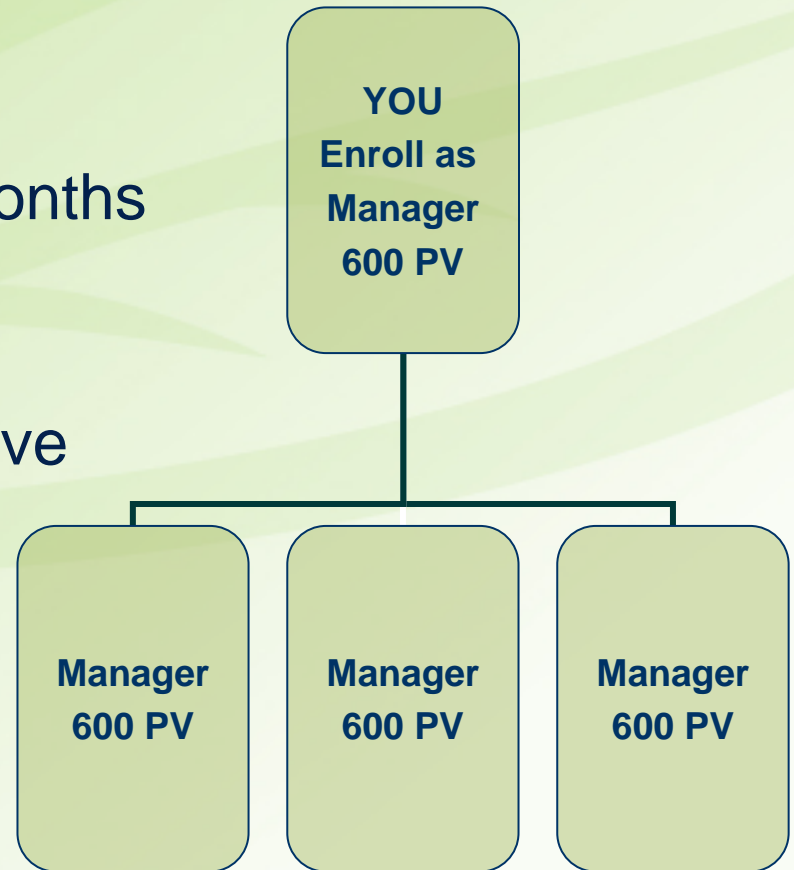 YOU
Enroll as
Manager
600 PV
onths
ve
Manager
600 PV
Manager
600 PV
Manager
600 PV